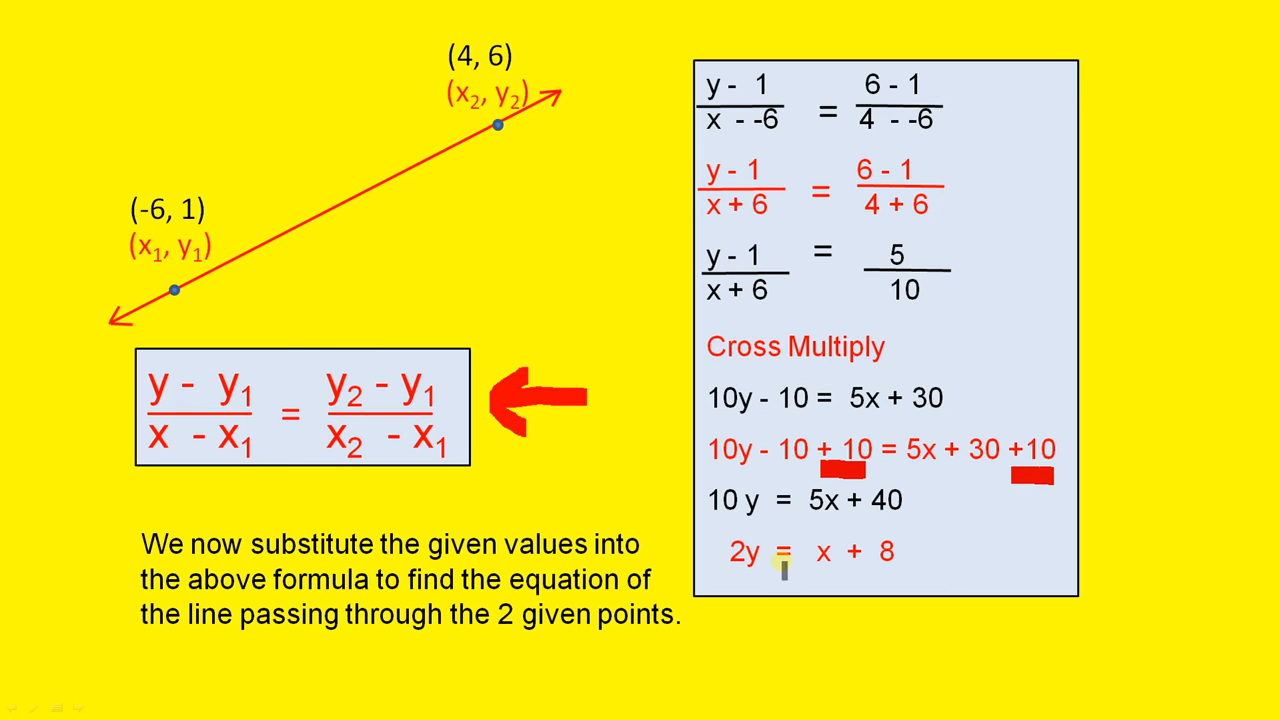 (4, 6)
(x₂, y₂)
(-6, 1)
(x₁, y₁)
y - y₁ = y₂ - y₁
x - x₁   x₂ - x₁
We now substitute the given values into
the above formula to find the equation of
the line passing through the 2 given points.
y - 1 = 6 - 1
x - -6   4 - -6
y - 1 = 6 - 1
x + 6   4 + 6
y - 1 = 5
x + 6   10
Cross Multiply
10y - 10 = 5x + 30
10y - 10 + 10 = 5x + 30 +10
10 y = 5x + 40
2y = x + 8